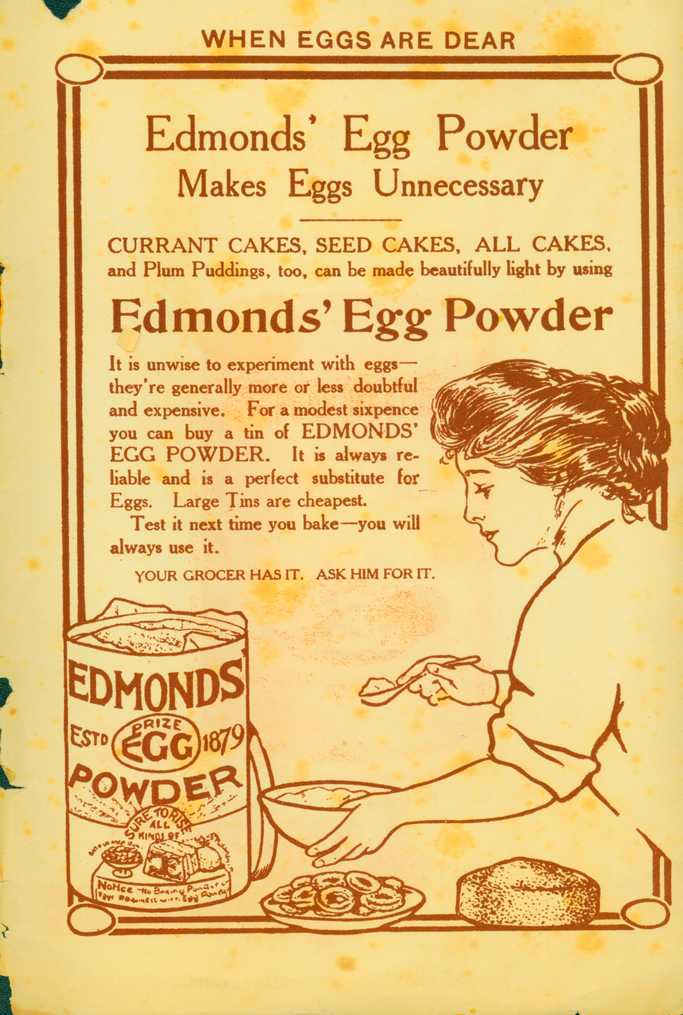 WHEN EGGS ARE DEAR
Edmonds' Egg Powder
Makes Eggs Unnecessary
CURRANT CAKES, SEED CAKES, ALL CAKES,
and Plum Puddings, too, can be made beautifully light by using
Edmonds' Egg Powder
It is unwise to experiment with eggs—
they're generally more or less doubtful
and expensive. For a modest sixpence
you can buy a tin of EDMONDS'
EGG POWDER. It is always re-
liable and is a perfect substitute for
Eggs. Large Tins are cheapest.
Test it next time you bake—you will
always use it.
YOUR GROCER HAS IT. ASK HIM FOR IT.
EDMONDS
PRIZE
ESTD EGG 1879
POWDER
SURE TO RISE
ALL
KINDS OF
Notice No Baking Powder